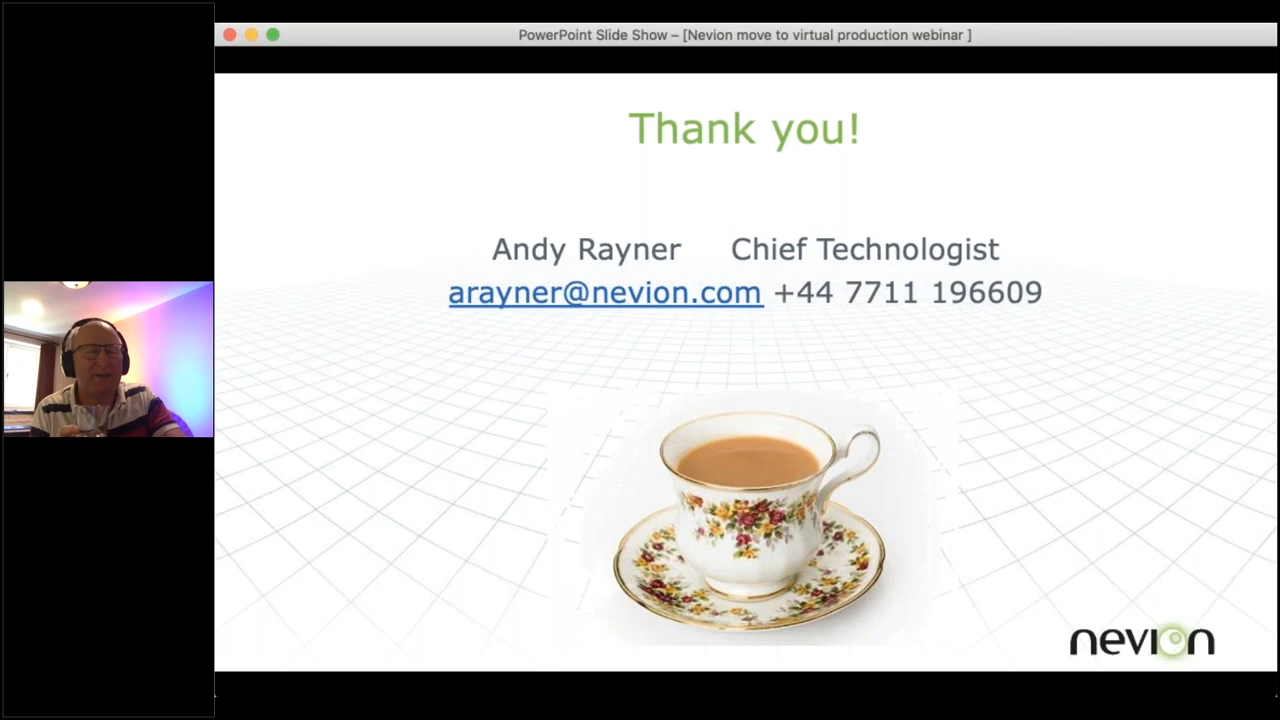 PowerPoint Slide Show – [Nevion move to virtual production webinar ]
Thank you!
Andy Rayner Chief Technologist
arayner@nevion.com +44 7711 196609
nevion